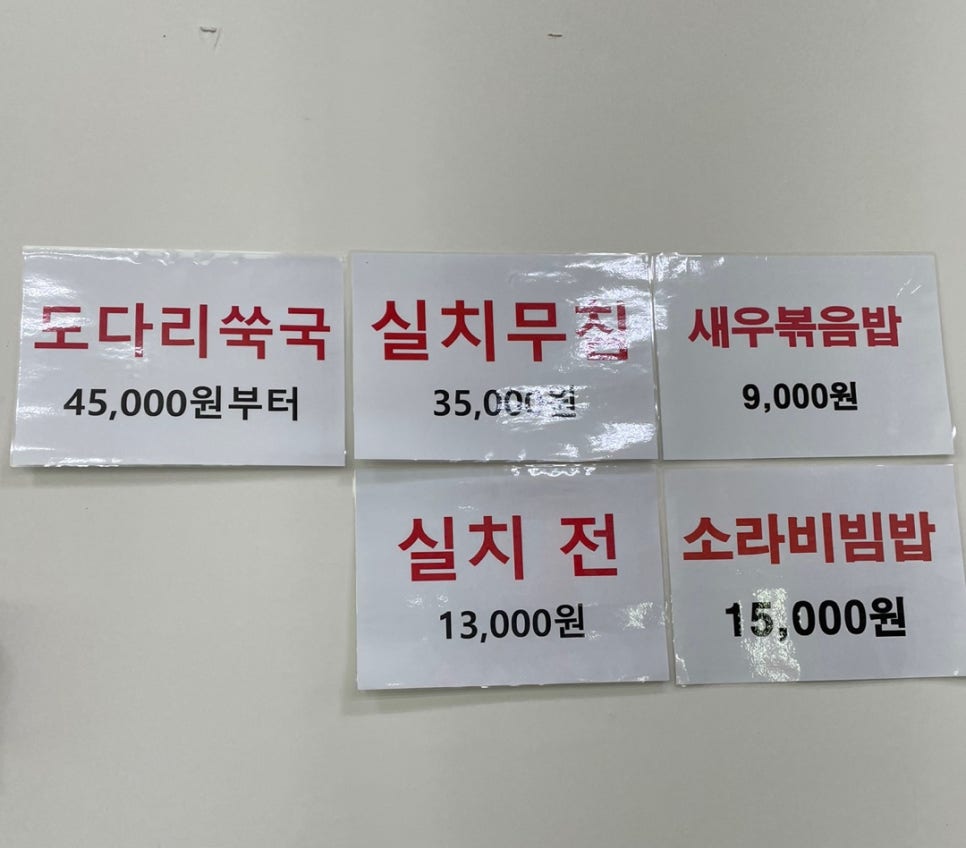 도다리쑥국
45,000원부터
실치무침
35,000원
새우볶음밥
9,000원
실치 전
13,000원
소라비빔밥
15,000원